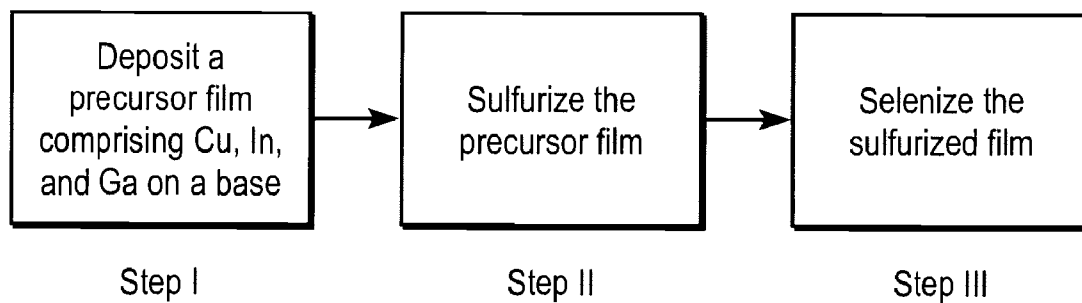 Deposit a
precursor film
comprising Cu, In,
and Ga on a base
Sulfurize the
precursor film
Selenize the
sulfurized film
Step I
Step II
Step III